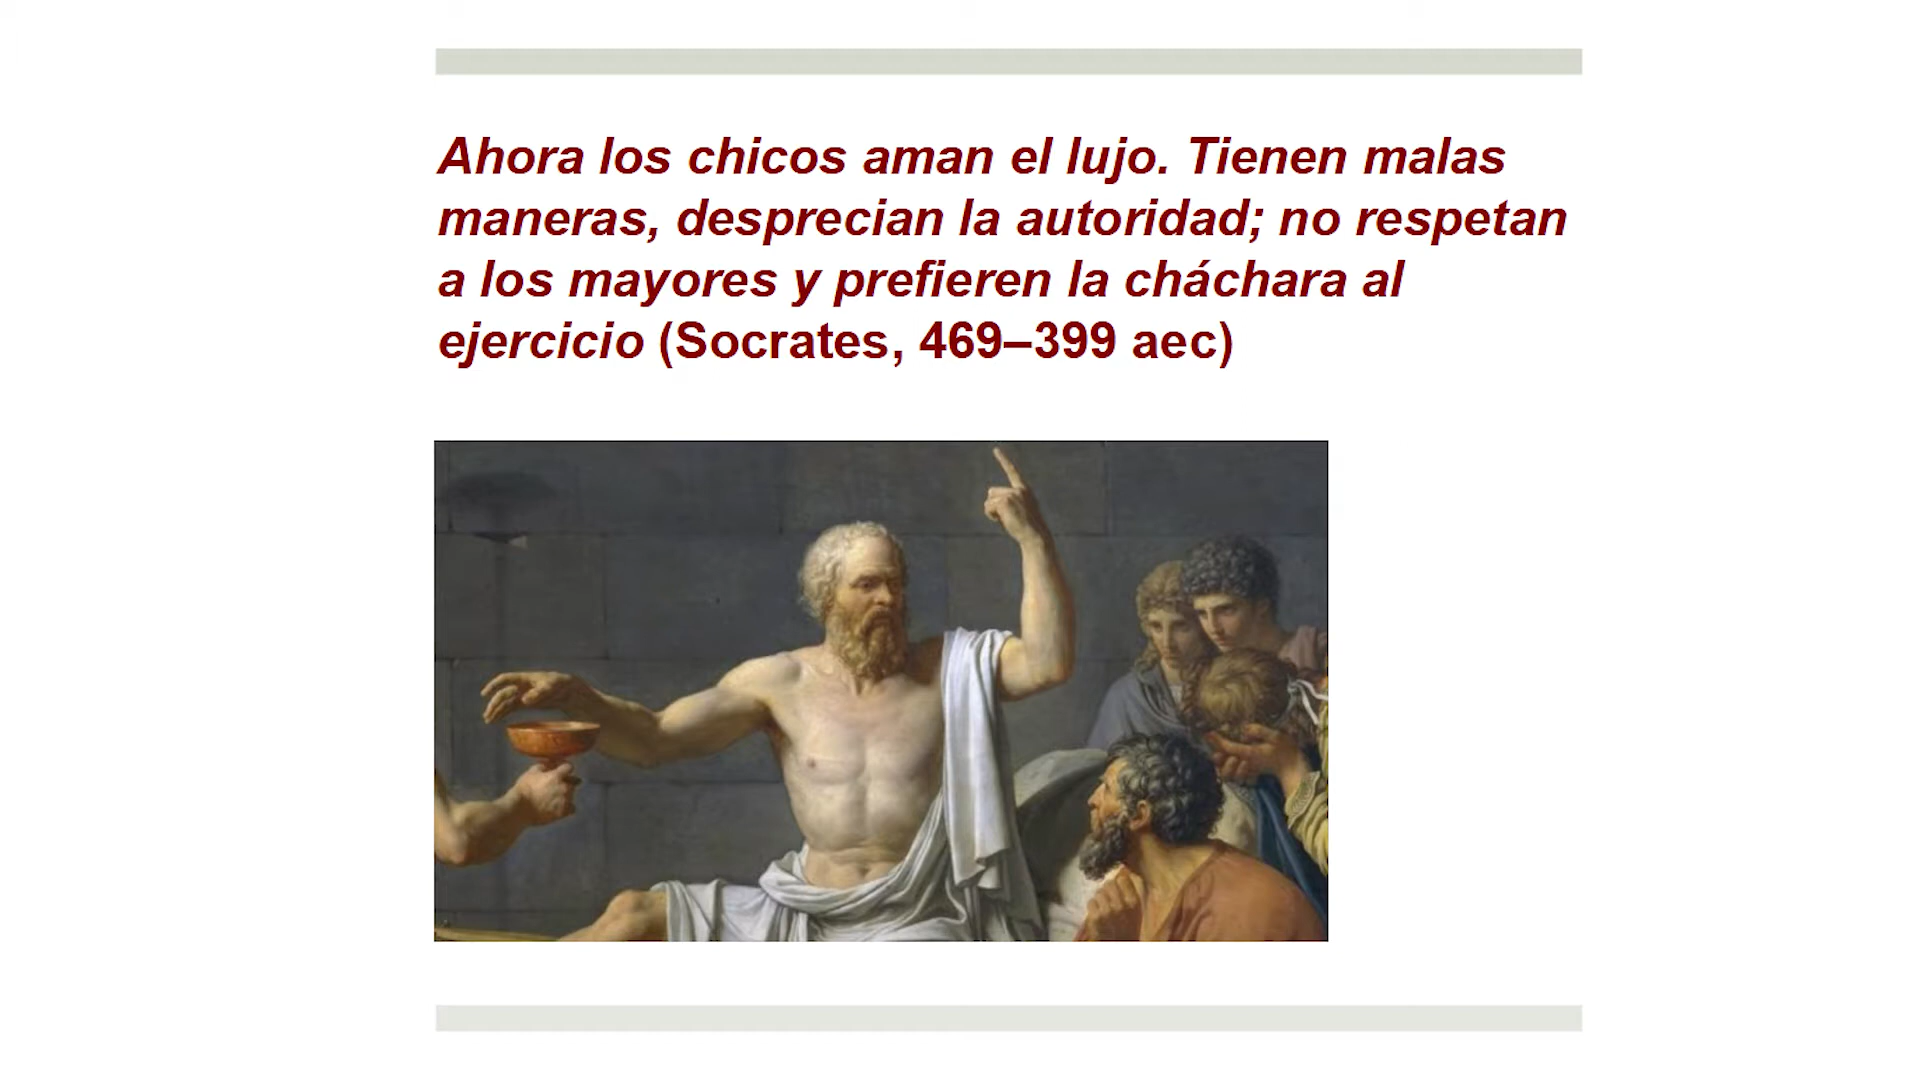 Ahora los chicos aman el lujo. Tienen malas
maneras, desprecian la autoridad; no respetan
a los mayores y prefieren la cháchara al
ejercicio (Socrates, 469–399 aec)